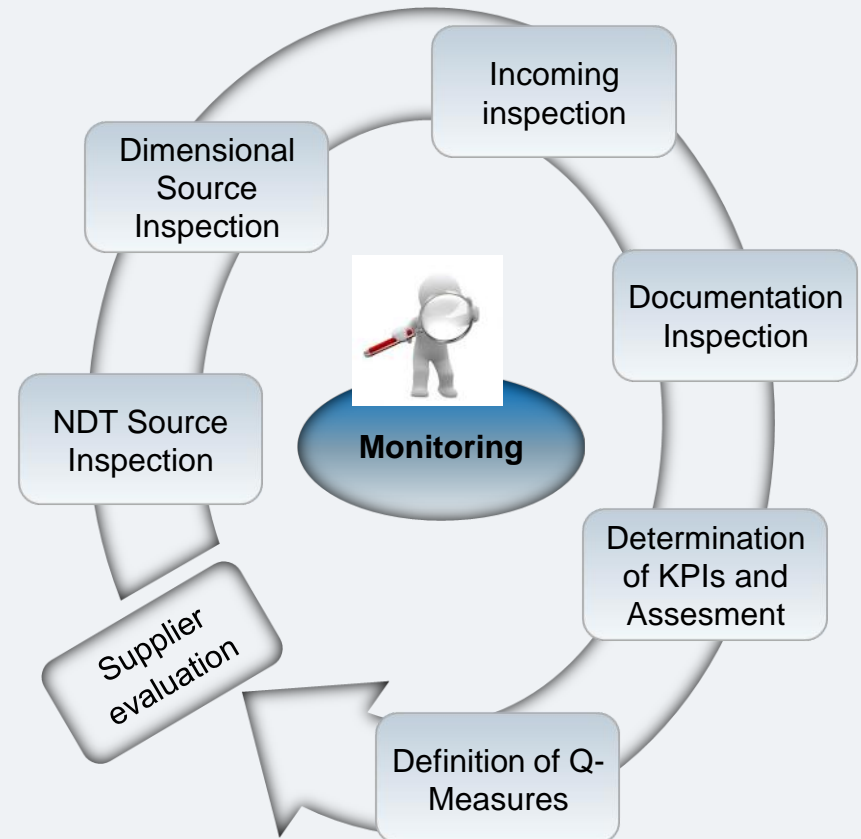 Incoming
inspection
Dimensional
Source
Inspection
Documentation
Inspection
NDT Source
Inspection
Monitoring
Determination
of KPIs and
Assesment
Supplier
evaluation
Definition of Q-
Measures